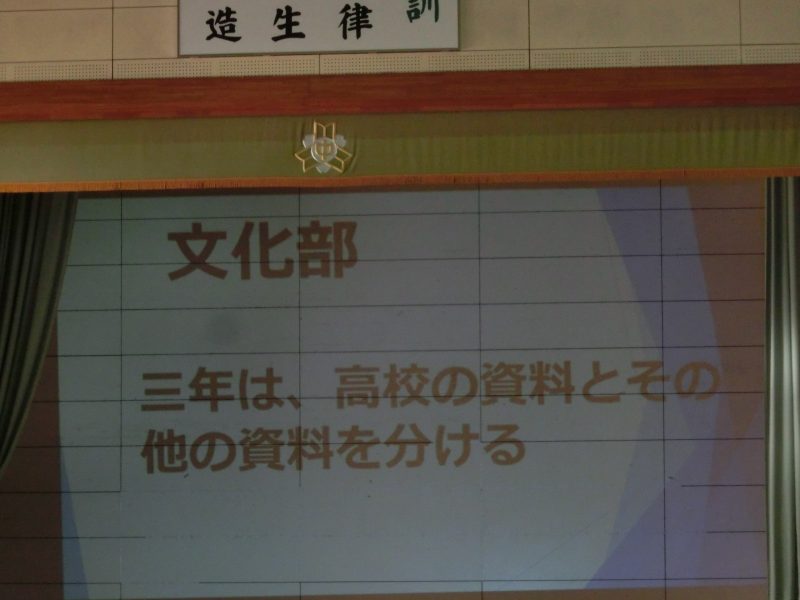 訓
造生律
中
文化部
三年は、高校の資料とその
他の資料を分ける